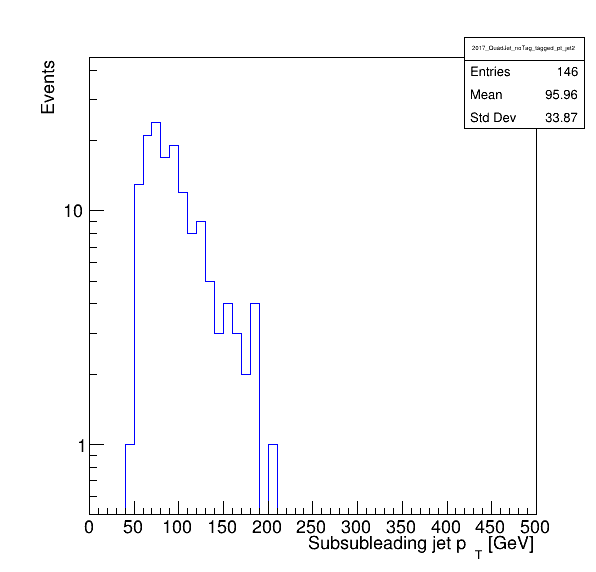 2017_QuadJet_noTag_tagged_pt_jet2
Entries 146
Mean 95.96
Std Dev 33.87
Events
10
1
0 50 100 150 200 250 300 350 400 450 500
Subsubleading jet p T [GeV]